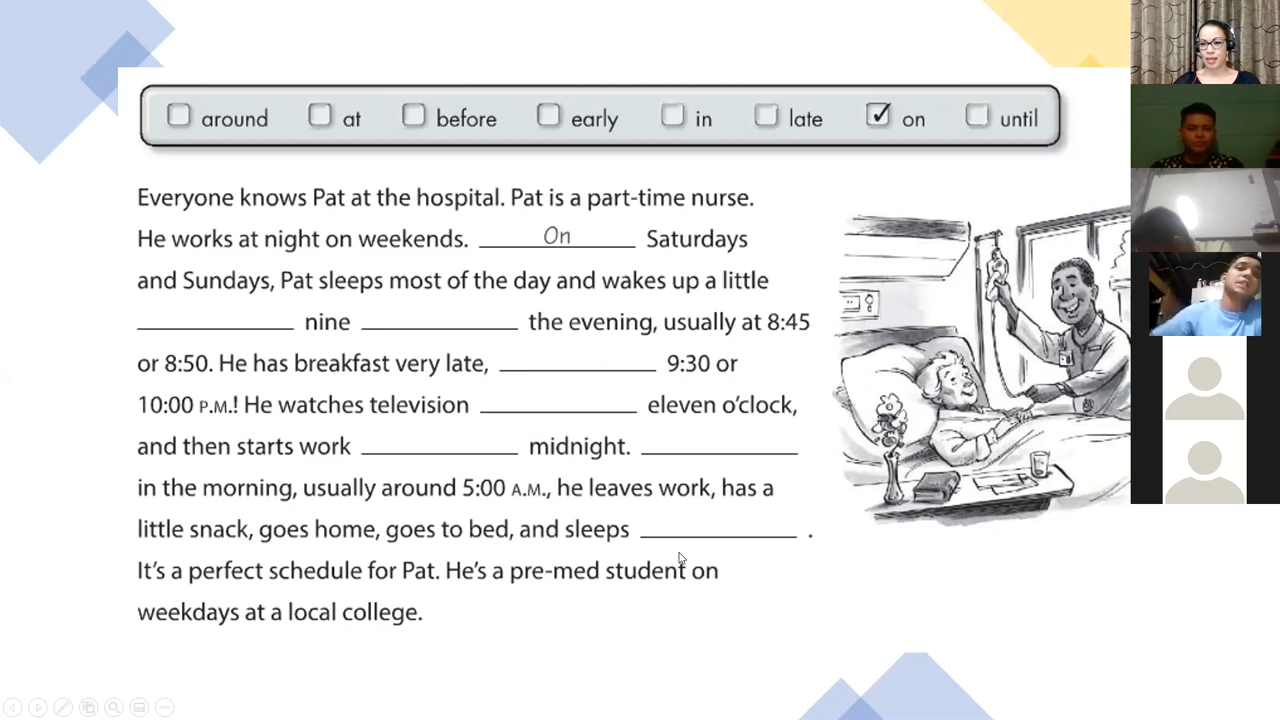 around at before early in late on until
Everyone knows Pat at the hospital. Pat is a part-time nurse.
He works at night on weekends. On Saturdays
and Sundays, Pat sleeps most of the day and wakes up a little
nine the evening, usually at 8:45
or 8:50. He has breakfast very late, 9:30 or
10:00 P.M.! He watches television eleven o'clock,
and then starts work midnight.
in the morning, usually around 5:00 A.M., he leaves work, has a
little snack, goes home, goes to bed, and sleeps .
It's a perfect schedule for Pat. He's a pre-med student on
weekdays at a local college.